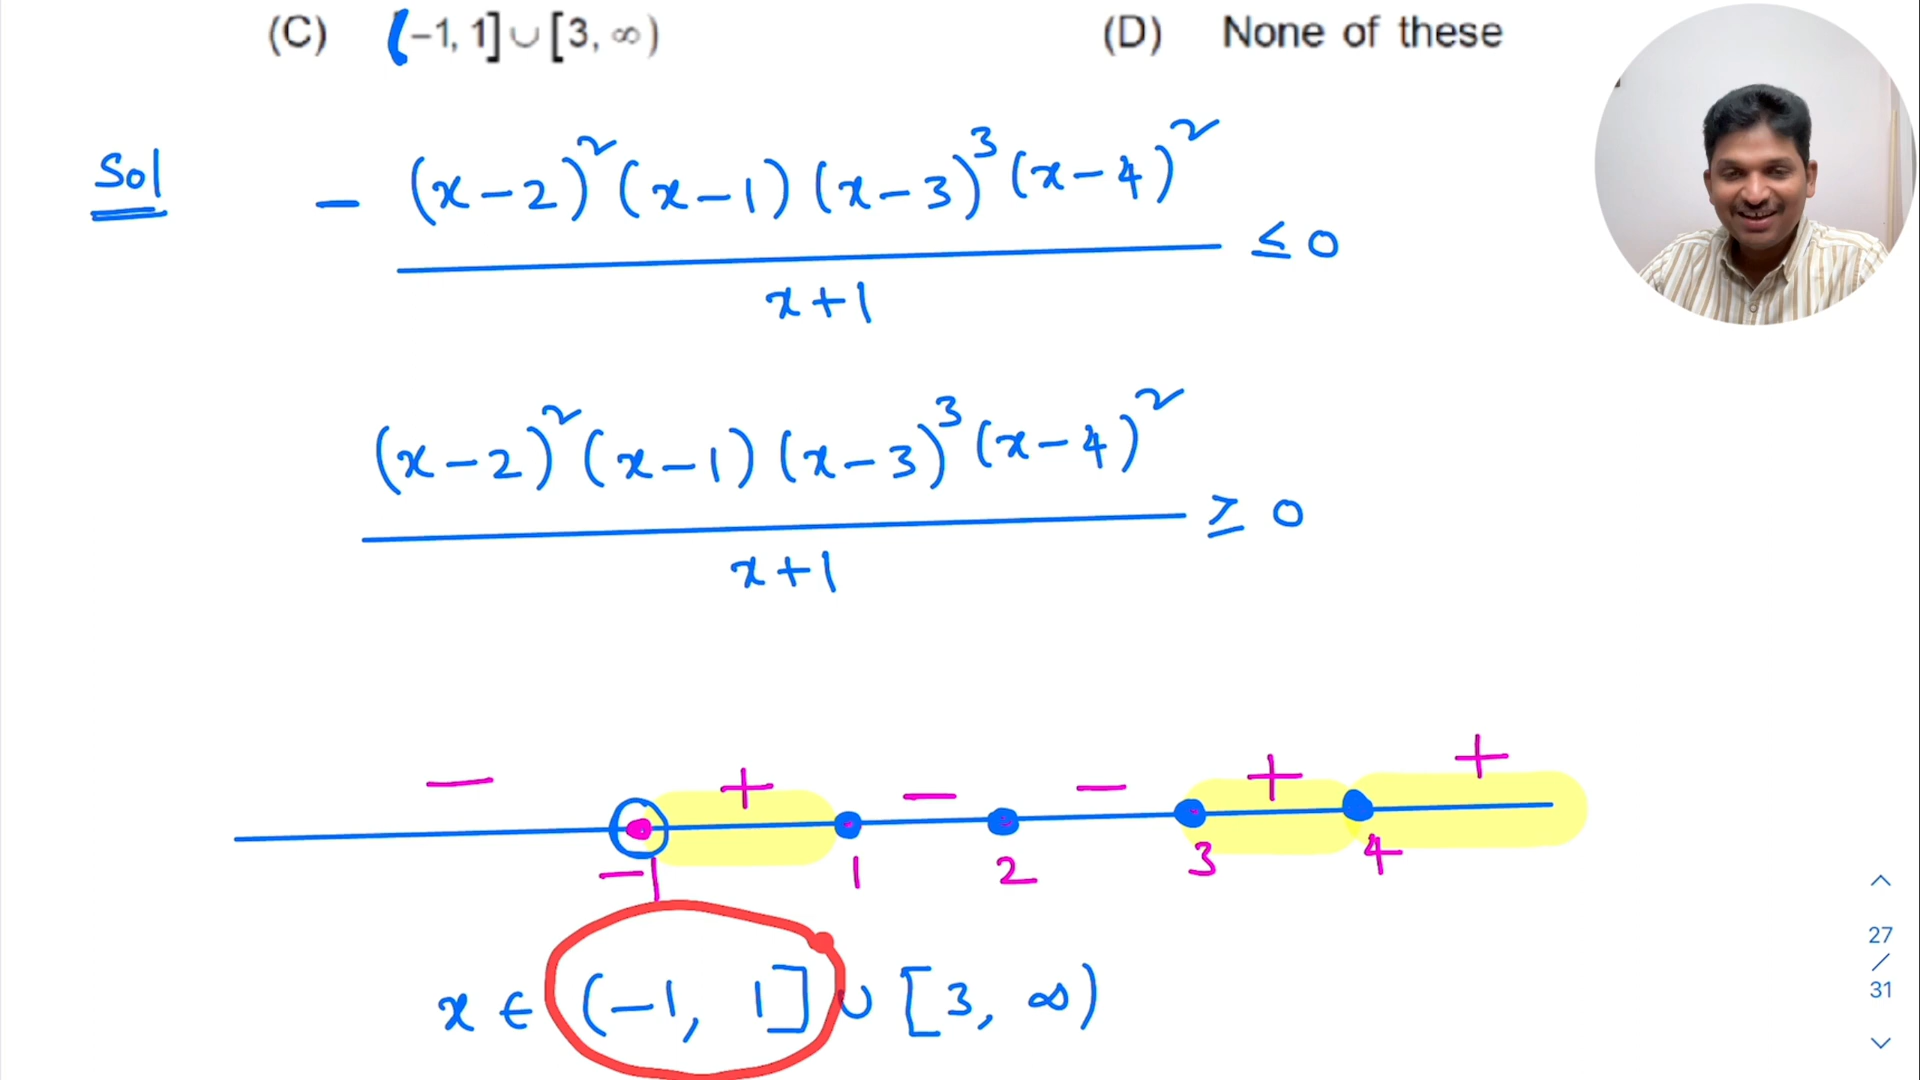 (C) (-1, 1] ∪ [3, ∞)
(D) None of these
Sol
- (x-2)²(x-1)(x-3)³(x-4)²
x+1
≤ 0
(x-2)²(x-1)(x-3)³(x-4)²
x+1
≥ 0
- + - - + +
-1 1 2 3 4
x ∈ (-1, 1] ∪ [3, ∞)
27
/
31